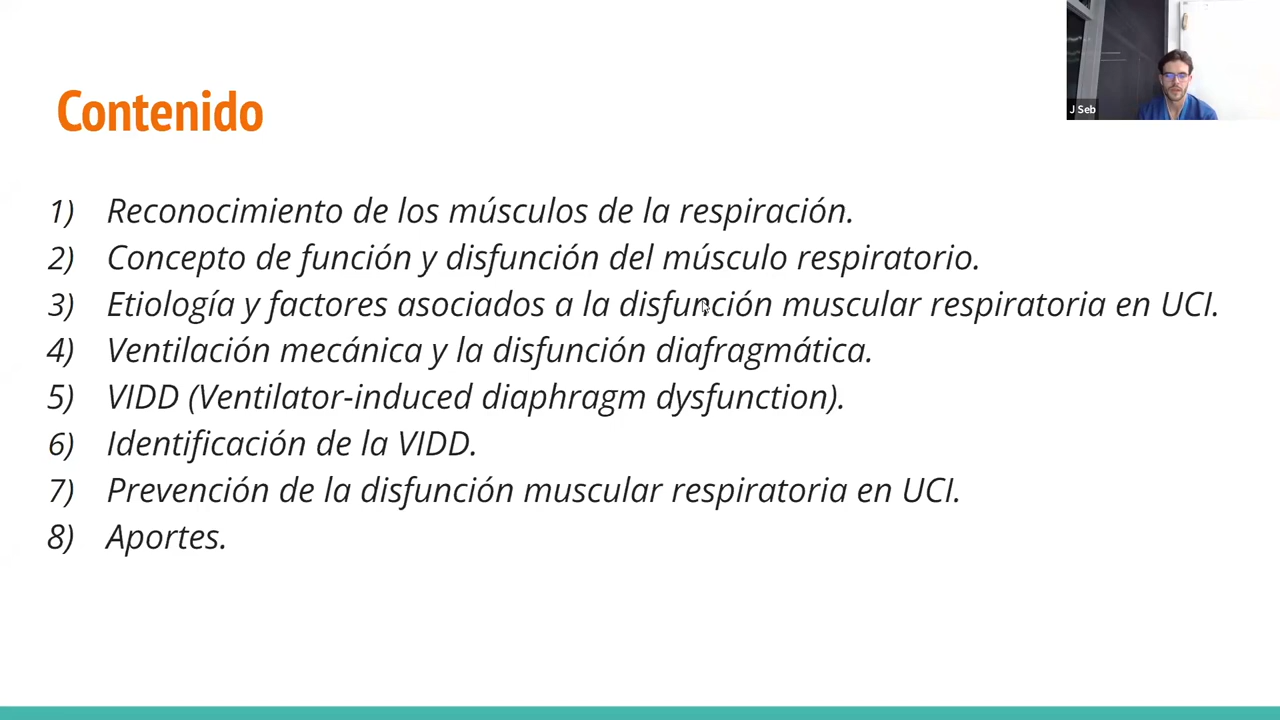 Contenido
J Seb
1) Reconocimiento de los músculos de la respiración.
2) Concepto de función y disfunción del músculo respiratorio.
3) Etiología y factores asociados a la disfunción muscular respiratoria en UCI.
4) Ventilación mecánica y la disfunción diafragmática.
5) VIDD (Ventilator-induced diaphragm dysfunction).
6) Identificación de la VIDD.
7) Prevención de la disfunción muscular respiratoria en UCI.
8) Aportes.